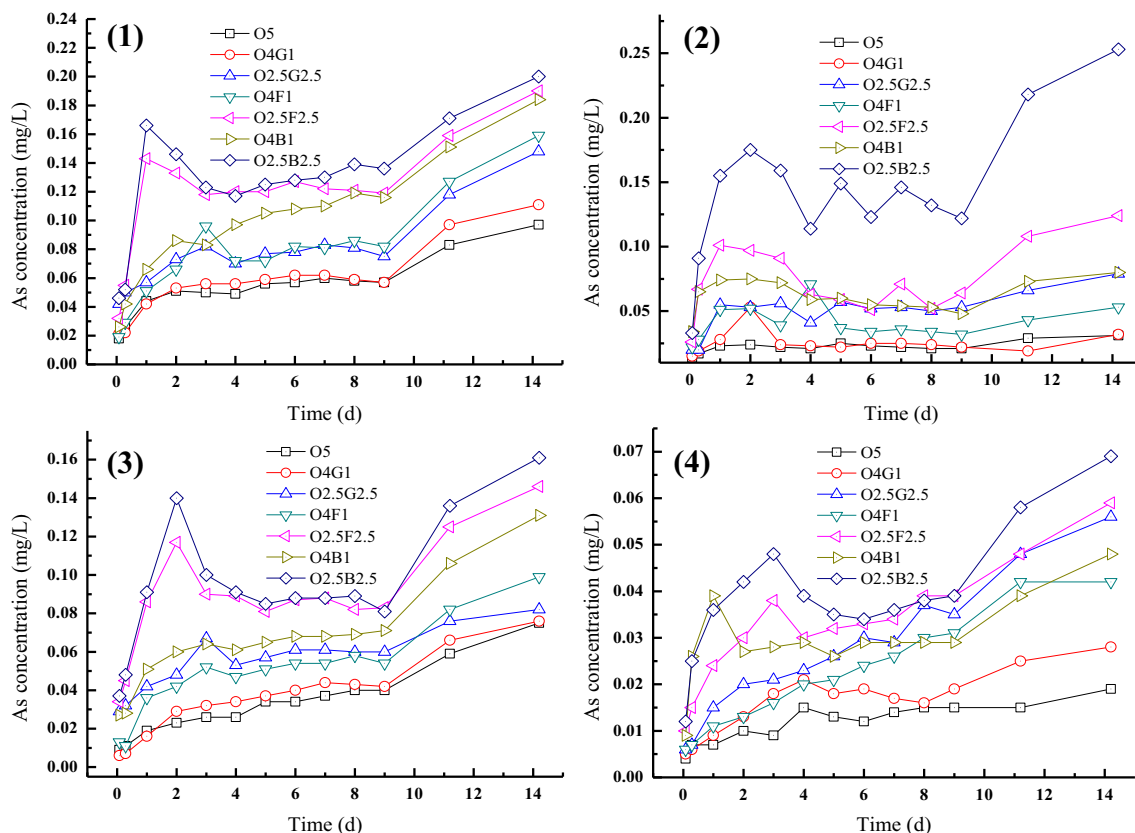 (1)
As concentration (mg/L)
0.24
0.22
0.20
0.18
0.16
0.14
0.12
0.10
0.08
0.06
0.04
0.02
0.00
O5
O4G1
O2.5G2.5
O4F1
O2.5F2.5
O4B1
O2.5B2.5
0 2 4 6 8 10 12 14
Time (d)
(2)
As concentration (mg/L)
0.25
0.20
0.15
0.10
0.05
O5
O4G1
O2.5G2.5
O4F1
O2.5F2.5
O4B1
O2.5B2.5
0 2 4 6 8 10 12 14
Time (d)
(3)
As concentration (mg/L)
0.16
0.14
0.12
0.10
0.08
0.06
0.04
0.02
0.00
O5
O4G1
O2.5G2.5
O4F1
O2.5F2.5
O4B1
O2.5B2.5
0 2 4 6 8 10 12 14
Time (d)
(4)
As concentration (mg/L)
0.07
0.06
0.05
0.04
0.03
0.02
0.01
0.00
O5
O4G1
O2.5G2.5
O4F1
O2.5F2.5
O4B1
O2.5B2.5
0 2 4 6 8 10 12 14
Time (d)